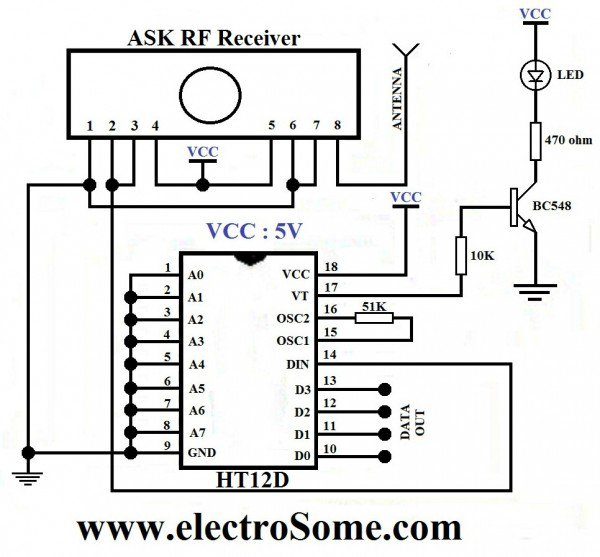 ASK RF Receiver
VCC
LED
470 ohm
BC548
ANTENNA
1 2 3 4 5 6 7 8
VCC
VCC
VCC : 5V
10K
1 A0
2 A1
3 A2
4 A3
5 A4
6 A5
7 A6
8 A7
9 GND
VCC 18
VT 17
OSC2 16
51K
OSC1 15
DIN 14
D3 13
D2 12
D1 11
D0 10
DATA
OUT
HT12D
www.electroSome.com